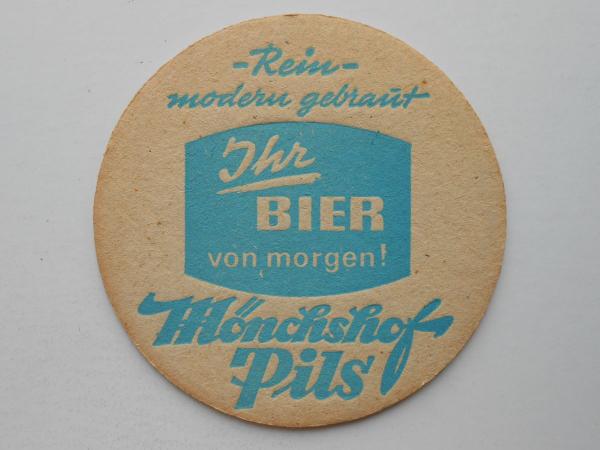 -Rein-
modern gebraut
Ihr
BIER
von morgen!
Mönchshof
Pils